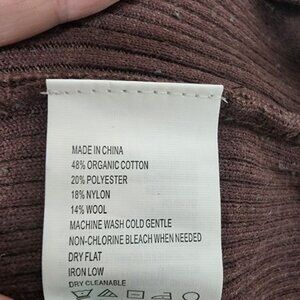 MADE IN CHINA
48% ORGANIC COTTON
20% POLYESTER
18% NYLON
14% WOOL
MACHINE WASH COLD GENTLE
NON-CHLORINE BLEACH WHEN NEEDED
DRY FLAT
IRON LOW
DRY CLEANABLE